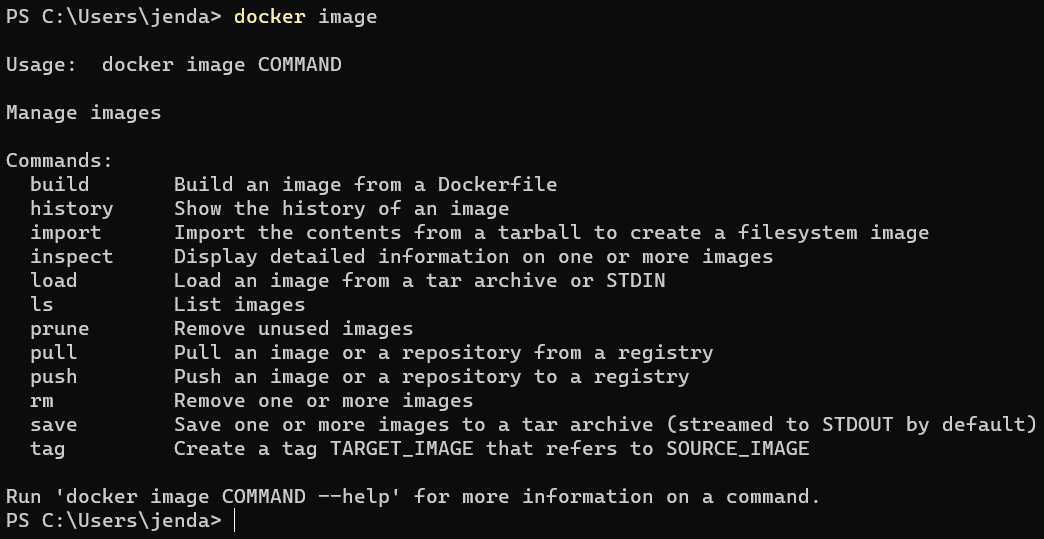 PS C:\Users\jenda> docker image
Usage:  docker image COMMAND
Manage images
Commands:
  build       Build an image from a Dockerfile
  history     Show the history of an image
  import      Import the contents from a tarball to create a filesystem image
  inspect     Display detailed information on one or more images
  load        Load an image from a tar archive or STDIN
  ls          List images
  prune       Remove unused images
  pull        Pull an image or a repository from a registry
  push        Push an image or a repository to a registry
  rm          Remove one or more images
  save        Save one or more images to a tar archive (streamed to STDOUT by default)
  tag         Create a tag TARGET_IMAGE that refers to SOURCE_IMAGE
Run 'docker image COMMAND --help' for more information on a command.
PS C:\Users\jenda>